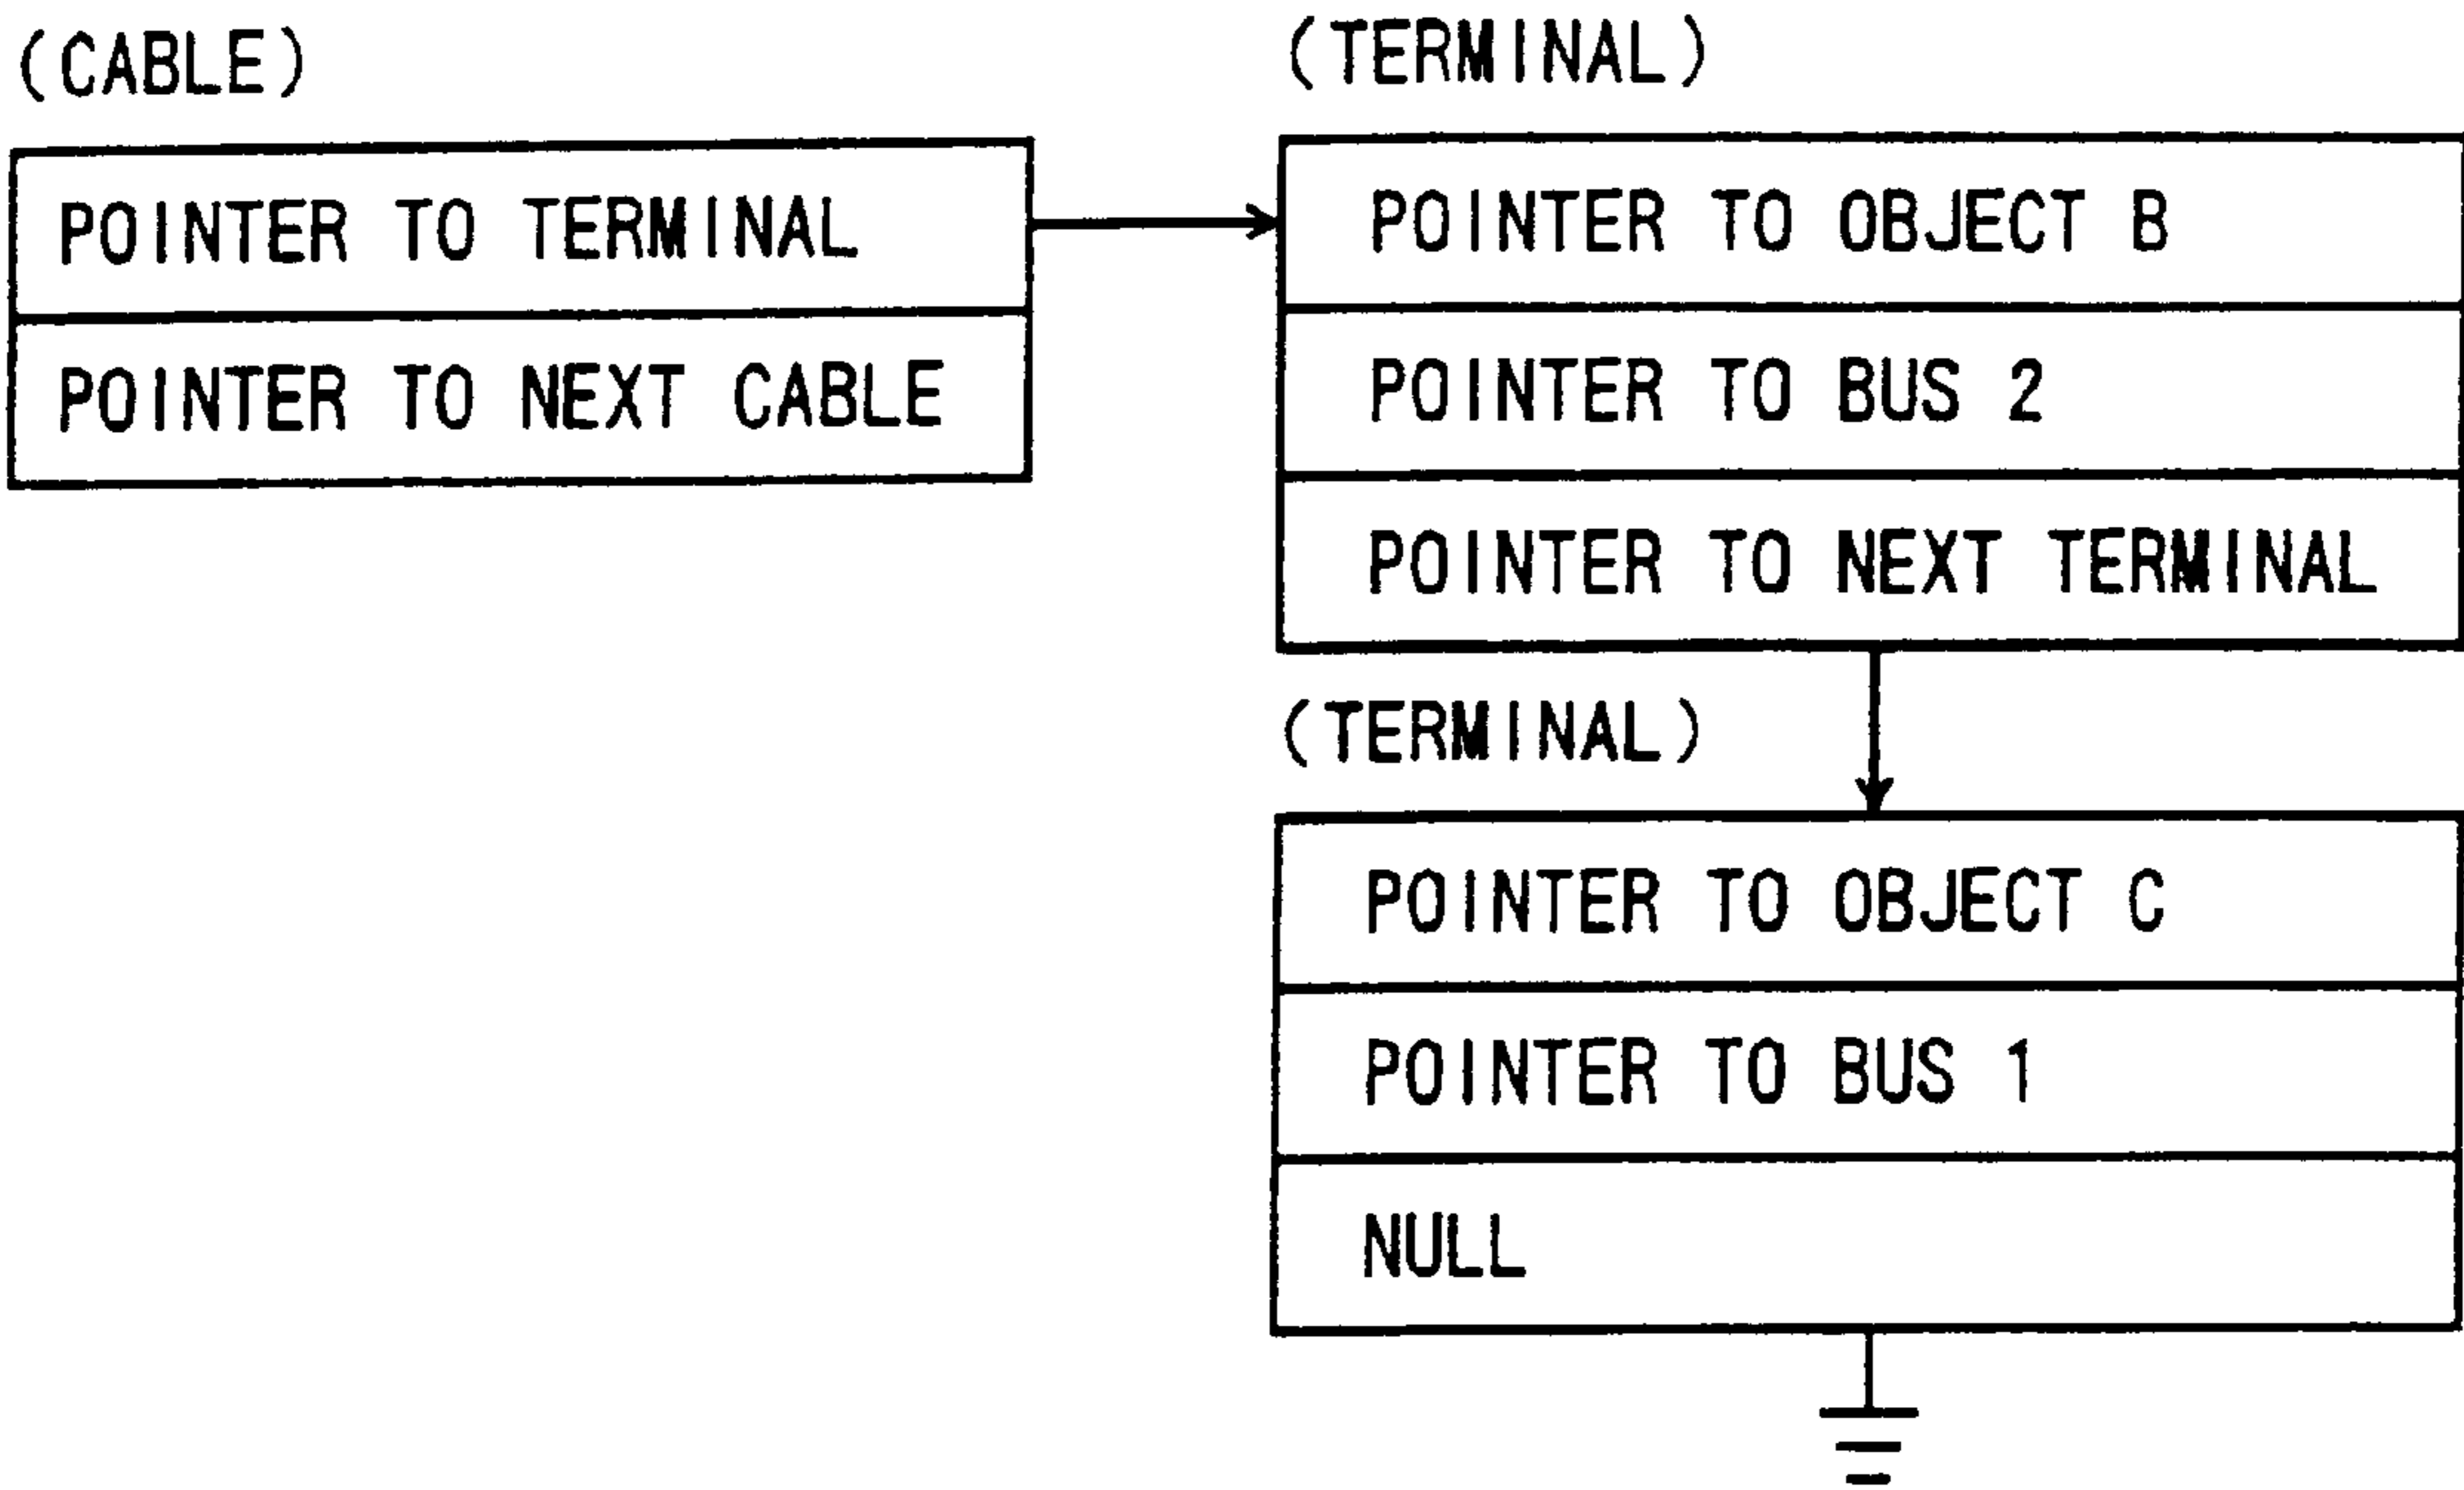 (CABLE)
POINTER TO TERMINAL
POINTER TO NEXT CABLE
(TERMINAL)
POINTER TO OBJECT B
POINTER TO BUS 2
POINTER TO NEXT TERMINAL
(TERMINAL)
POINTER TO OBJECT C
POINTER TO BUS 1
NULL